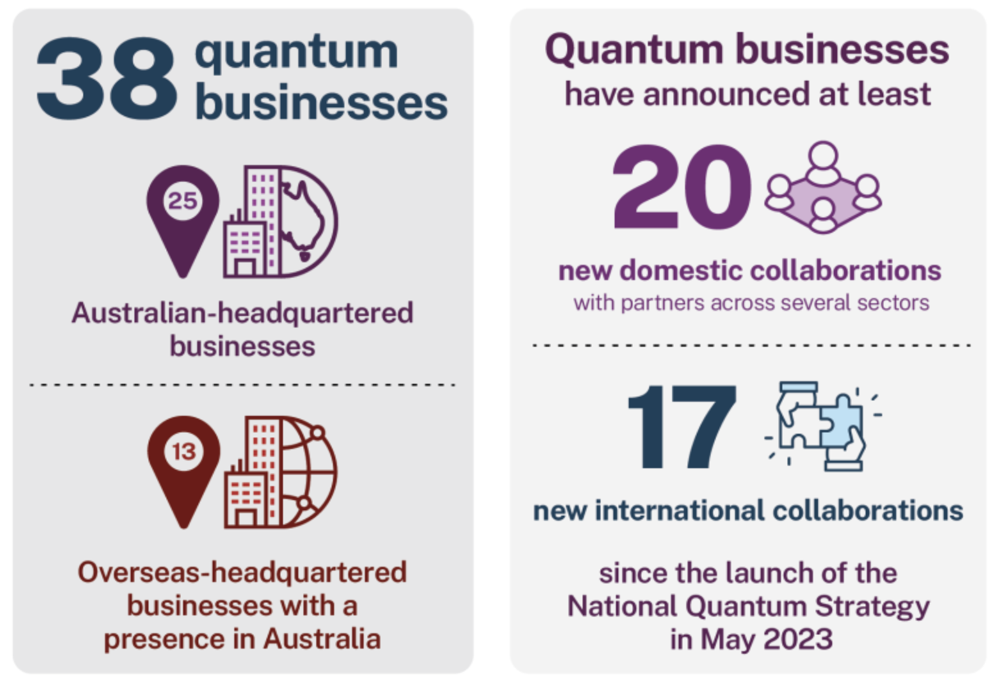 38 quantum
businesses
25
Australian-headquartered
businesses
13
Overseas-headquartered
businesses with a
presence in Australia
Quantum businesses
have announced at least
20
new domestic collaborations
with partners across several sectors
17
new international collaborations
since the launch of the
National Quantum Strategy
in May 2023